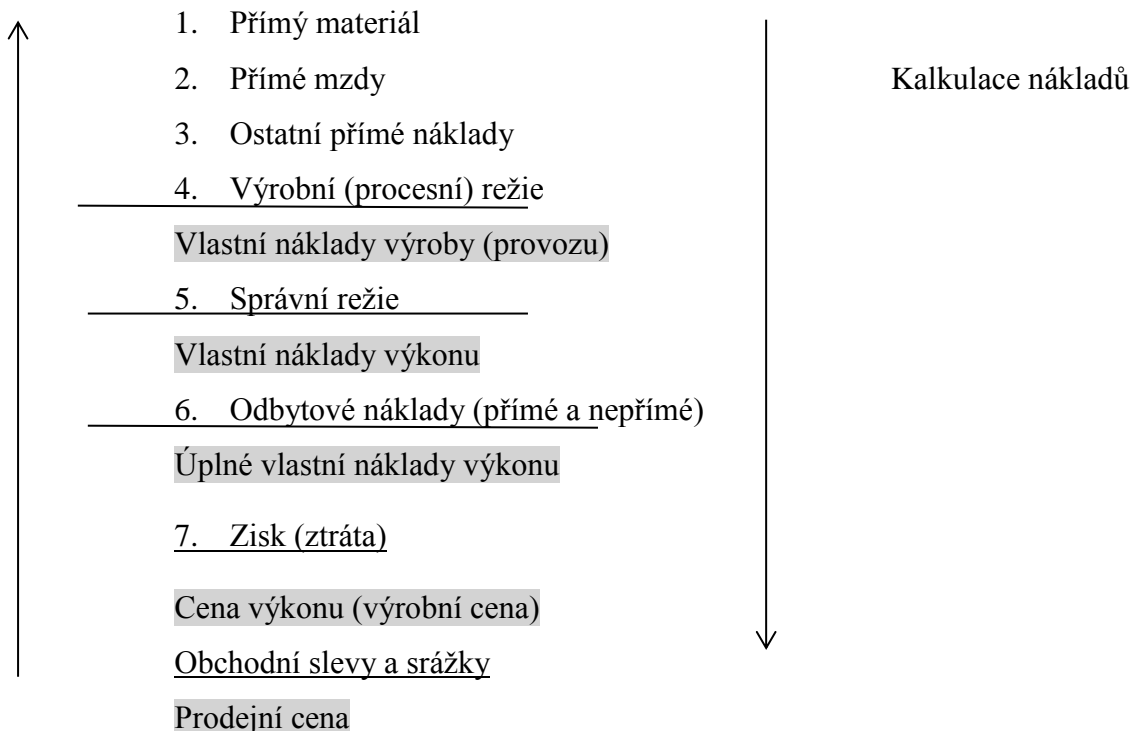 1. Přímý materiál
2. Přímé mzdy
Kalkulace nákladů
3. Ostatní přímé náklady
4. Výrobní (procesní) režie
Vlastní náklady výroby (provozu)
5. Správní režie
Vlastní náklady výkonu
6. Odbytové náklady (přímé a nepřímé)
Úplné vlastní náklady výkonu
7. Zisk (ztráta)
Cena výkonu (výrobní cena)
Obchodní slevy a srážky
Prodejní cena